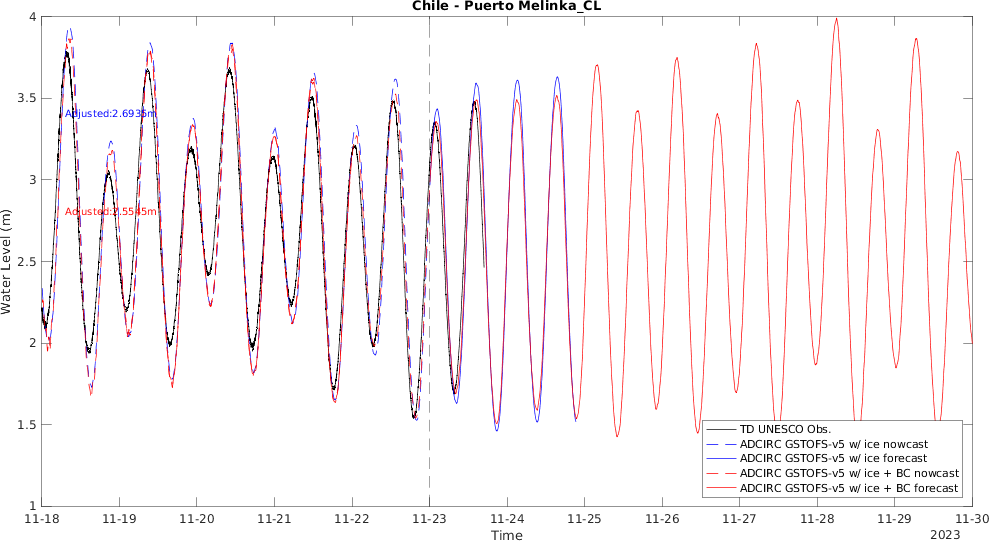 Chile - Puerto Melinka_CL
4
3.5
3
2.5
2
1.5
1
Water Level (m)
Adjusted:2.6935m
Adjusted:2.5545m
TD UNESCO Obs.
ADCIRC GSTOFS-v5 w/ ice nowcast
ADCIRC GSTOFS-v5 w/ ice forecast
ADCIRC GSTOFS-v5 w/ ice + BC nowcast
ADCIRC GSTOFS-v5 w/ ice + BC forecast
11-18 11-19 11-20 11-21 11-22 11-23 11-24 11-25 11-26 11-27 11-28 11-29 11-30
Time
2023